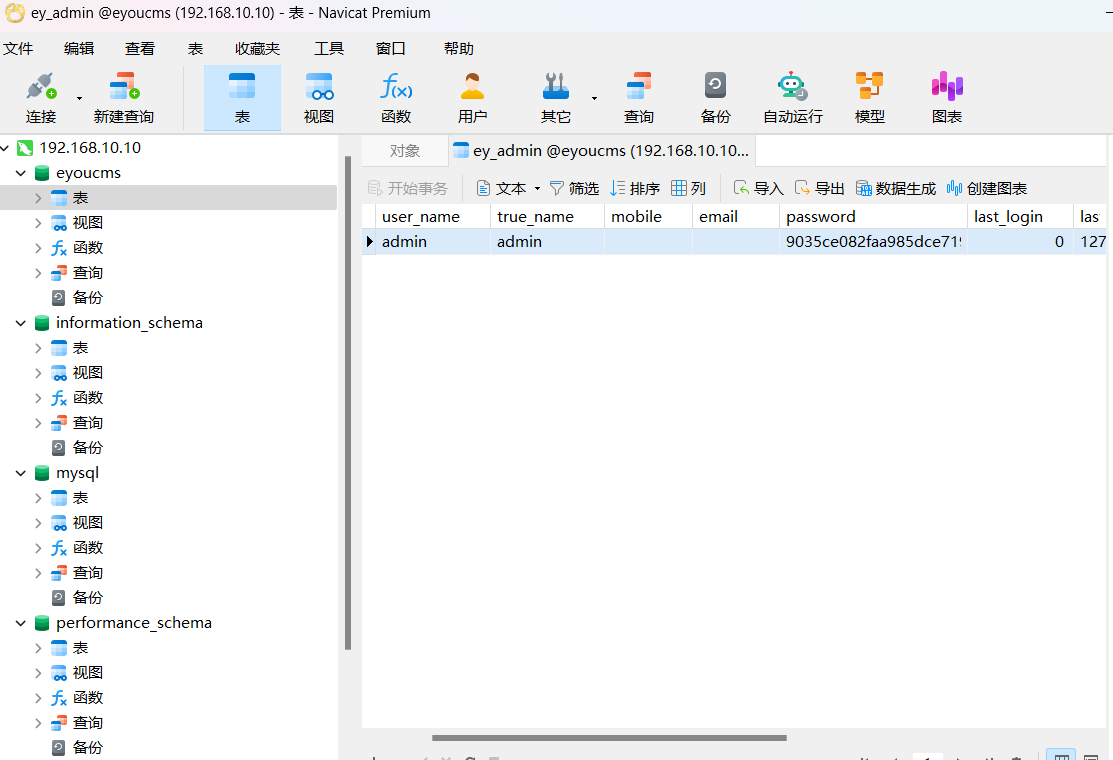 ey_admin @eyoucms (192.168.10.10) - 表 - Navicat Premium
文件 编辑 查看 表 收藏夹 工具 窗口 帮助
连接 新建查询 表 视图 函数 用户 其它 查询 备份 自动运行 模型 图表
192.168.10.10
eyoucms
表
视图
函数
查询
备份
information_schema
表
视图
函数
查询
备份
mysql
表
视图
函数
查询
备份
performance_schema
表
视图
函数
查询
备份
对象 ey_admin @eyoucms (192.168.10.10...
开始事务 文本 筛选 排序 列 导入 导出 数据生成 创建图表
user_name true_name mobile email password last_login las
admin admin 9035ce082faa985dce719 0 127